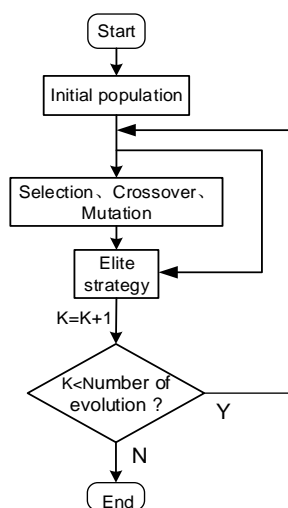 Start
Initial population
Selection、Crossover、
Mutation
Elite
strategy
K=K+1
K<Number of
evolution ?
Y
N
End